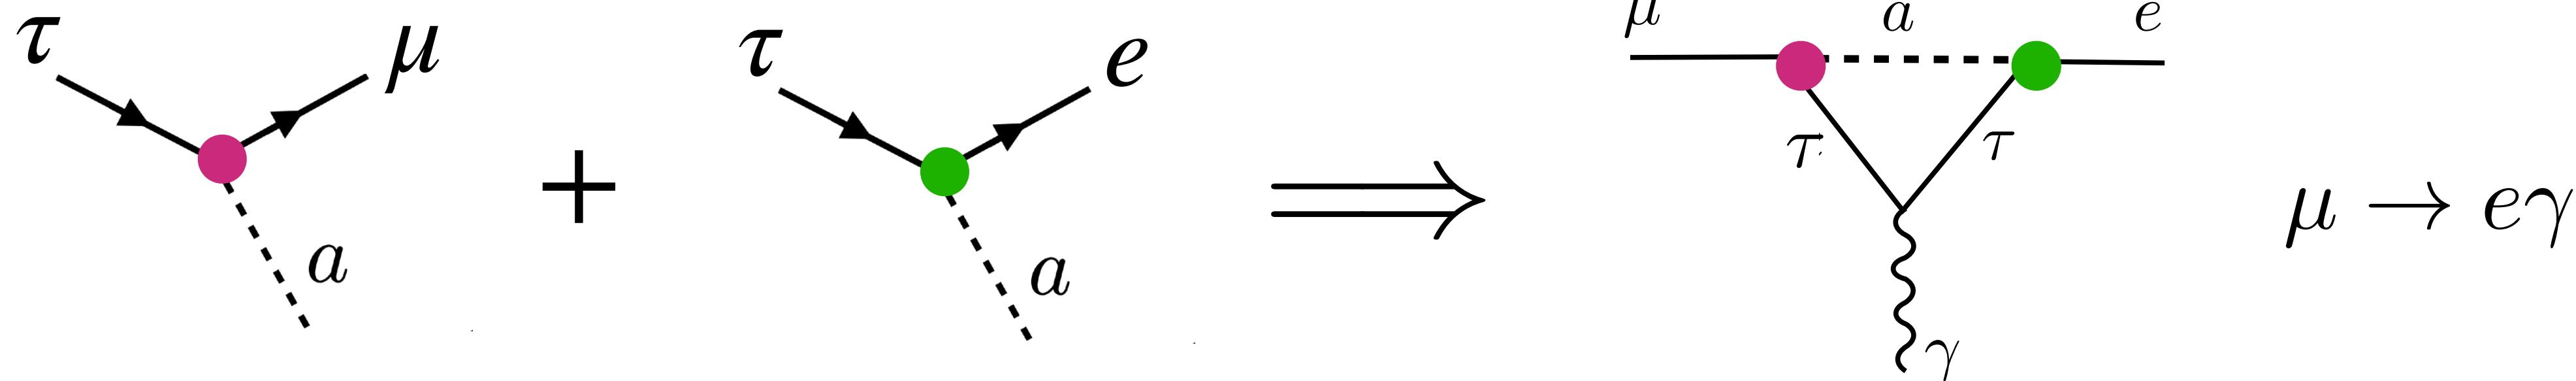 τ μ a
+
τ e a
⟹
μ a e
τ τ
γ
μ → eγ